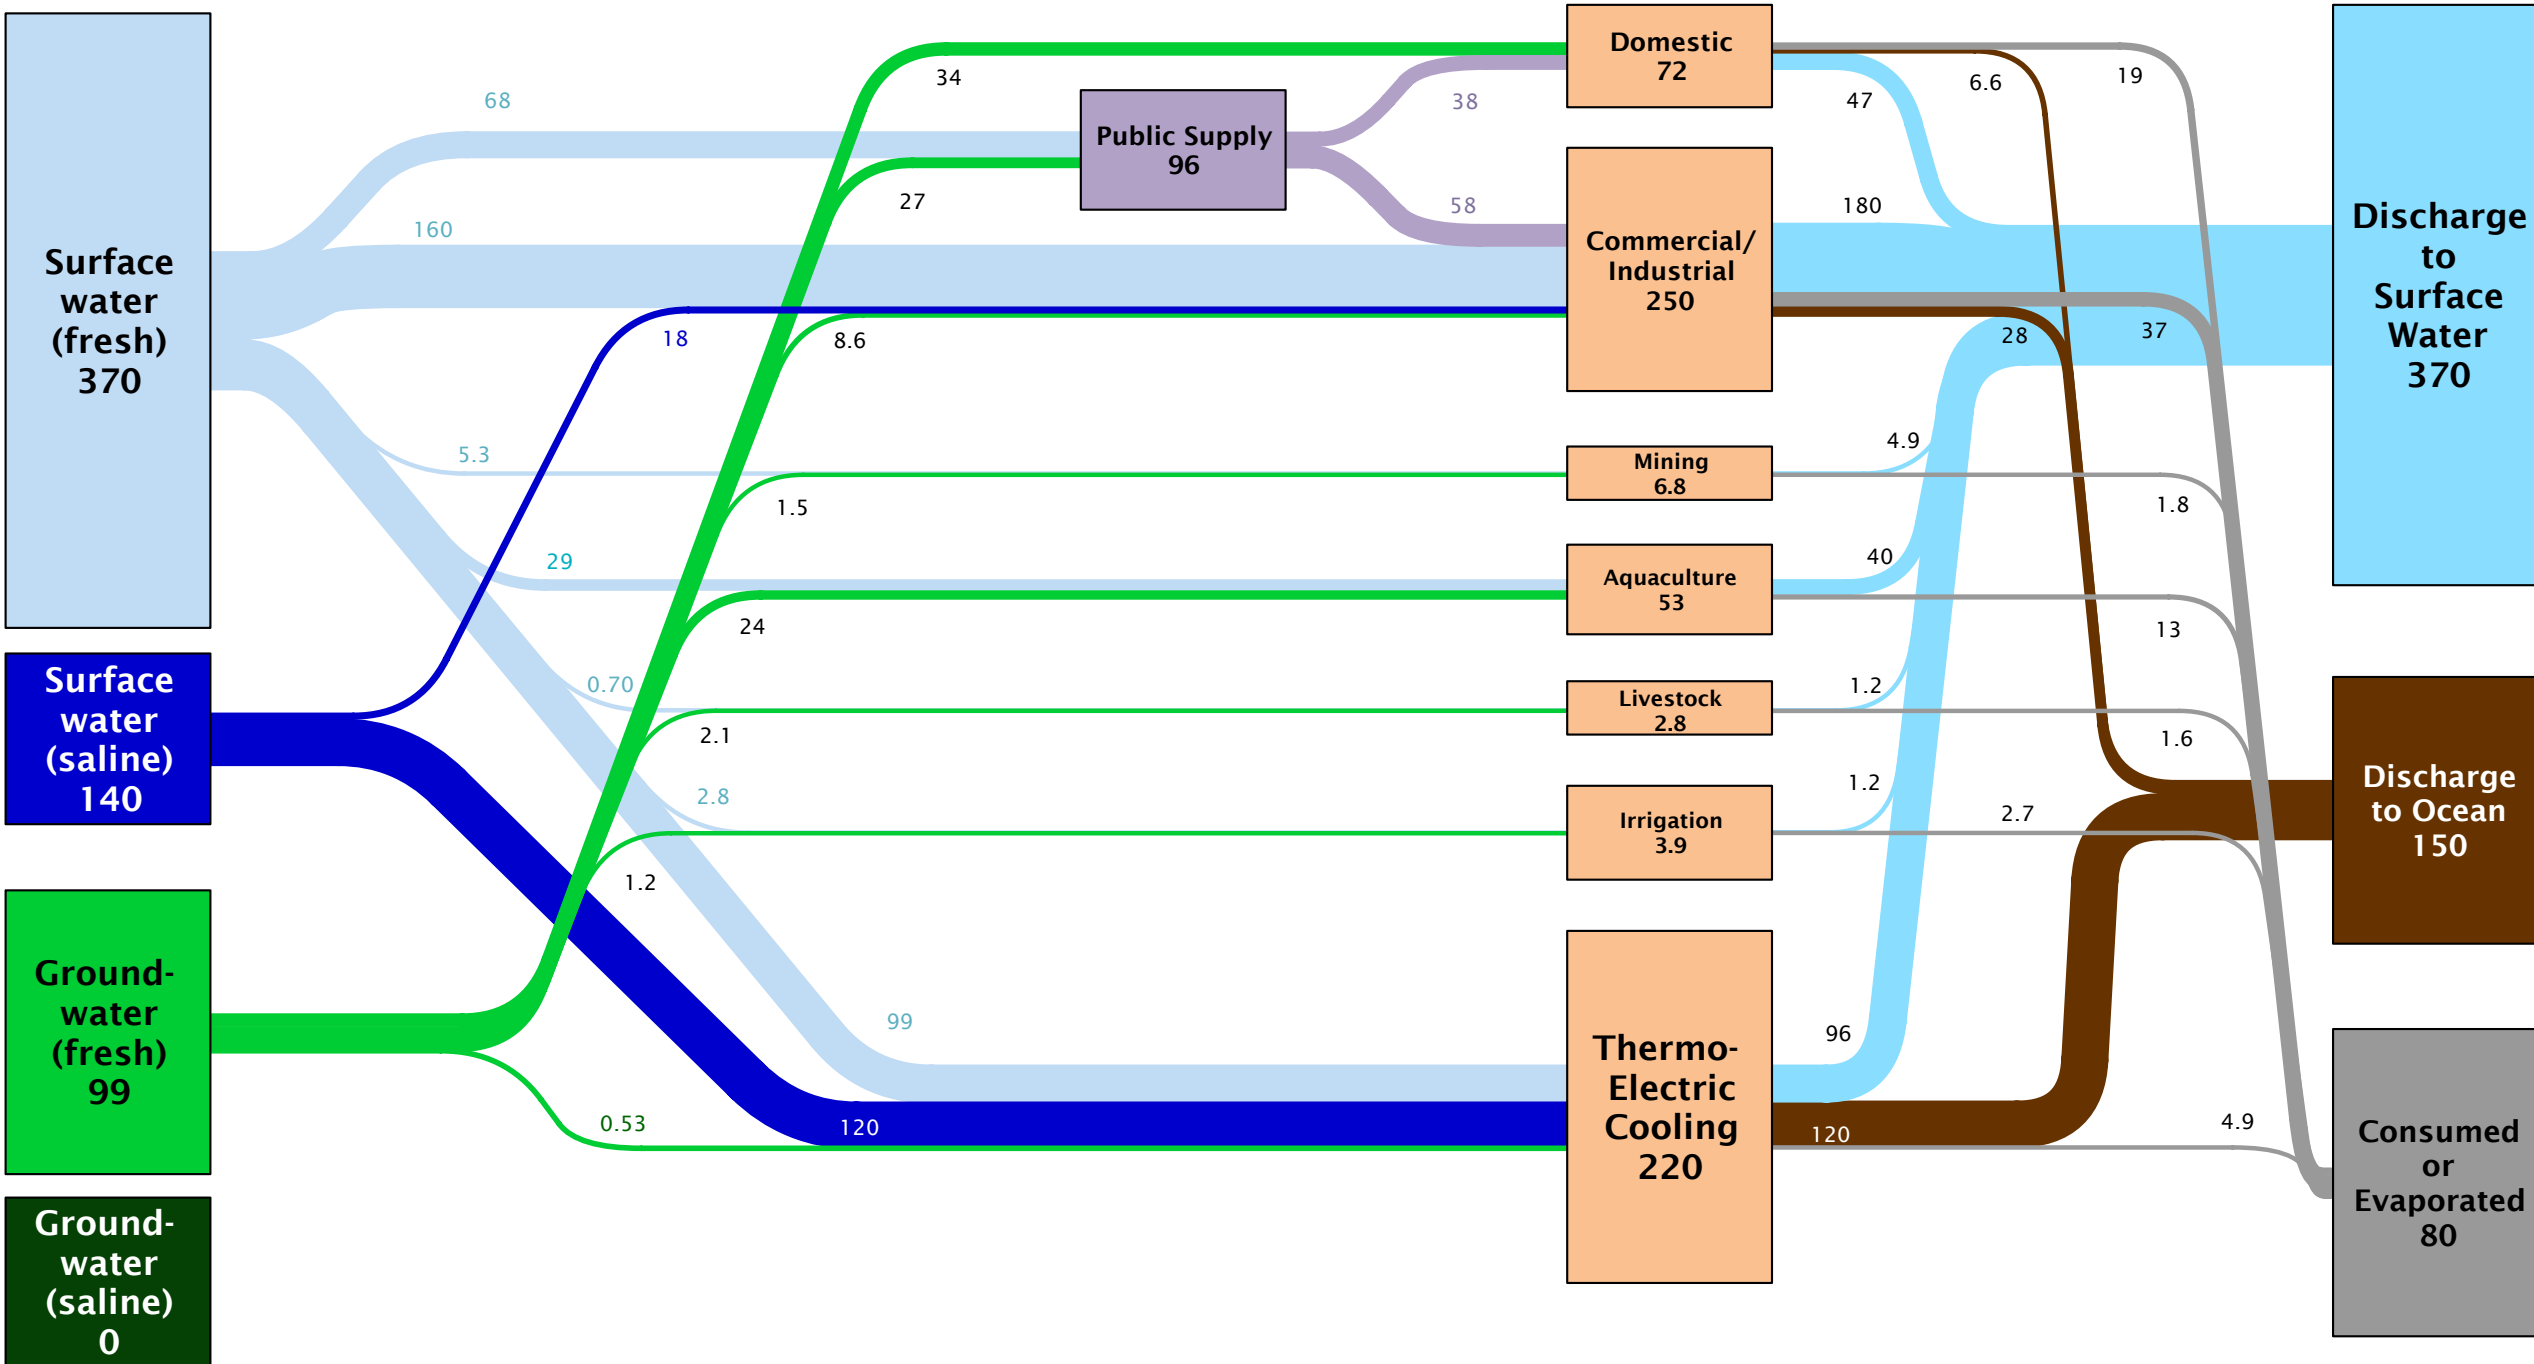 Surface
water
(fresh)
370
Surface
water
(saline)
140
Ground-
water
(fresh)
99
Ground-
water
(saline)
0
68
160
5.3
29
0.70
2.8
99
18
120
34
27
8.6
1.5
24
2.1
1.2
0.53
Public Supply
96
38
58
Domestic
72
Commercial/
Industrial
250
Mining
6.8
Aquaculture
53
Livestock
2.8
Irrigation
3.9
Thermo-
Electric
Cooling
220
47
6.6
19
180
28
37
4.9
1.8
40
13
1.2
1.6
1.2
2.7
96
120
4.9
Discharge
to
Surface
Water
370
Discharge
to Ocean
150
Consumed
or
Evaporated
80